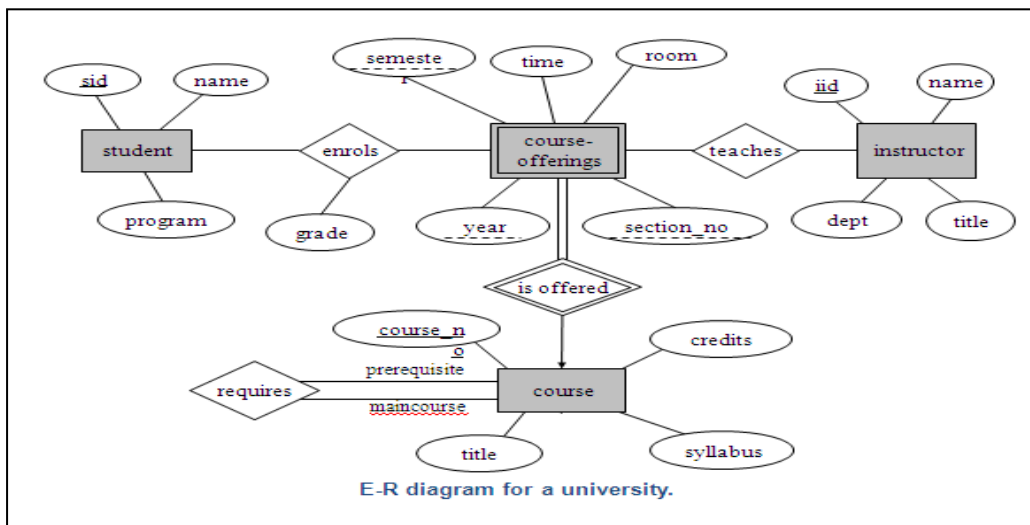 semeste
r
time
room
sid
name
iid
name
student
enrols
course-
offerings
teaches
instructor
program
grade
year
section_no
dept
title
is offered
course_n
o
credits
prerequisite
requires
course
maincourse
title
syllabus
E-R diagram for a university.